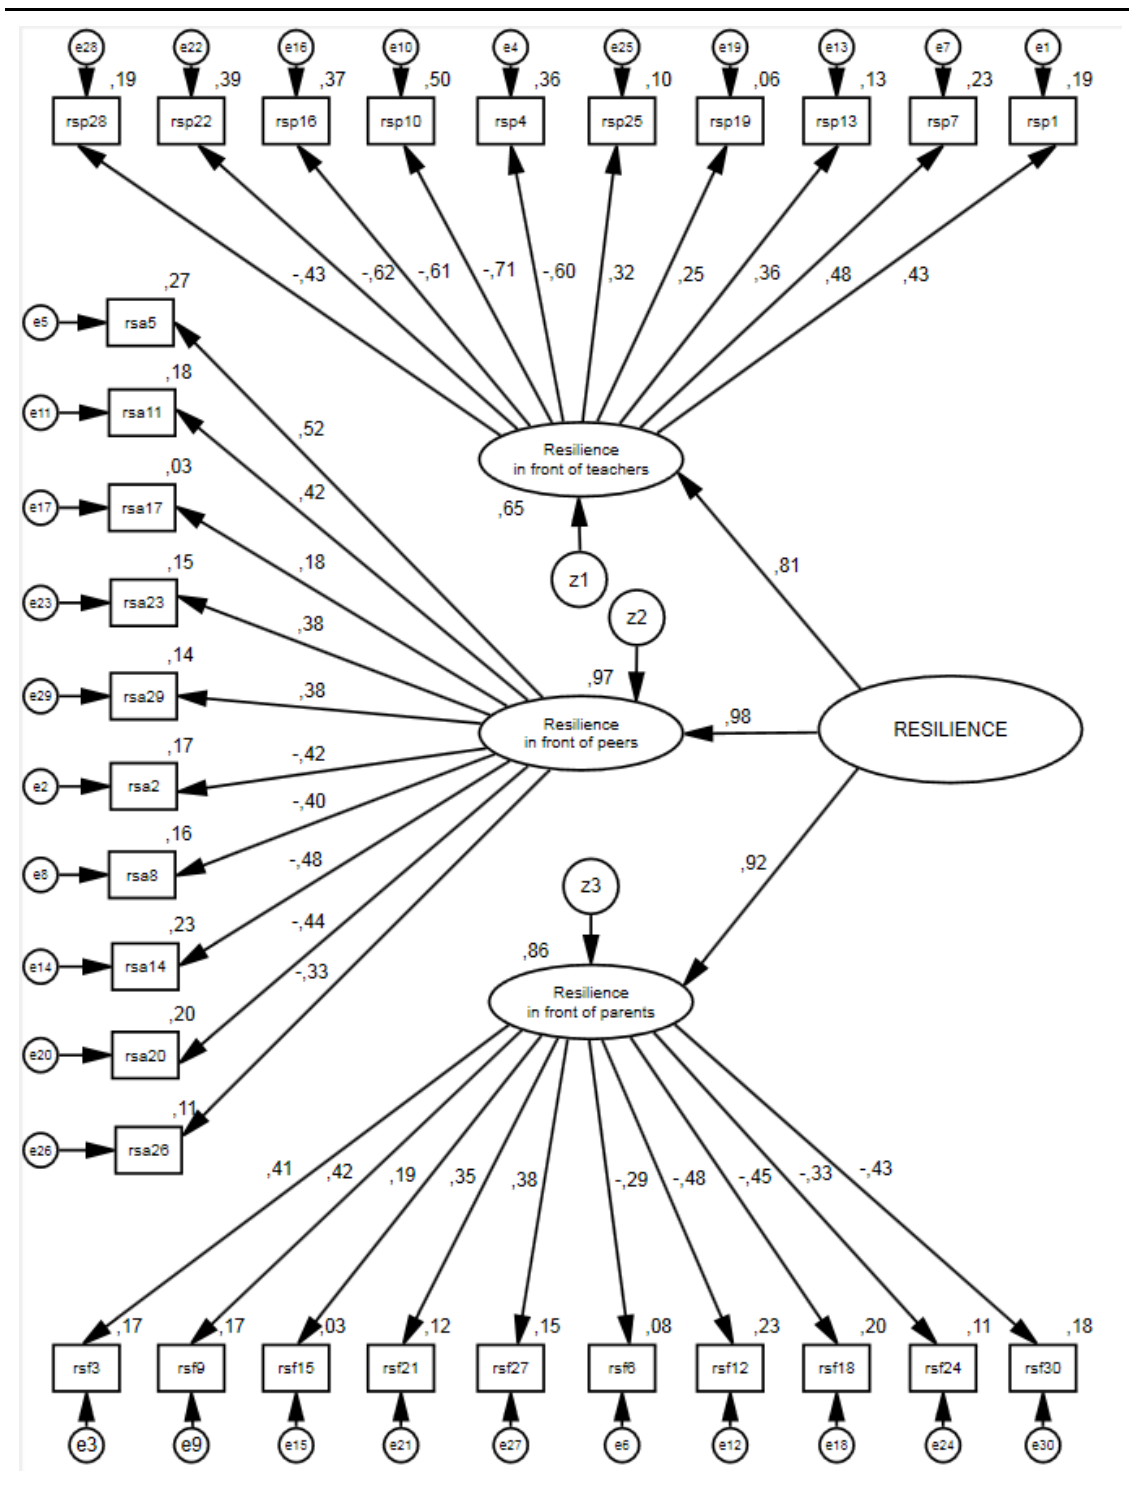 e28 e22 e16 e10 e4 e25 e19 e13 e7 e1
,19 ,39 ,37 ,50 ,36 ,10 ,06 ,13 ,23 ,19
rsp28 rsp22 rsp16 rsp10 rsp4 rsp25 rsp19 rsp13 rsp7 rsp1
-,43 -,62 -,61 -,71 -,60 ,32 ,25 ,36 ,48 ,43
,27
e5 rsa5
,18
e11 rsa11
,52
Resilience
in front of teachers
,03
,42
e17 rsa17
,65
,15
,18
,81
z1
e23 rsa23
z2
,38
,14
,97
e29 rsa29
,38
,98
Resilience
in front of peers
RESILIENCE
,17
-,42
e2 rsa2
-,40
,16
-,48
,92
e8 rsa8
z3
,23
-,44
,86
e14 rsa14
-,33
Resilience
in front of parents
,20
e20 rsa20
,11
e26 rsa26
,41 ,42 ,19 ,35 ,38 -,29 -,48 -,45 -,33 -,43
,17 ,17 ,03 ,12 ,15 ,08 ,23 ,20 ,11 ,18
rsf3 rsf9 rsf15 rsf21 rsf27 rsf6 rsf12 rsf18 rsf24 rsf30
e3 e9 e15 e21 e27 e6 e12 e18 e24 e30